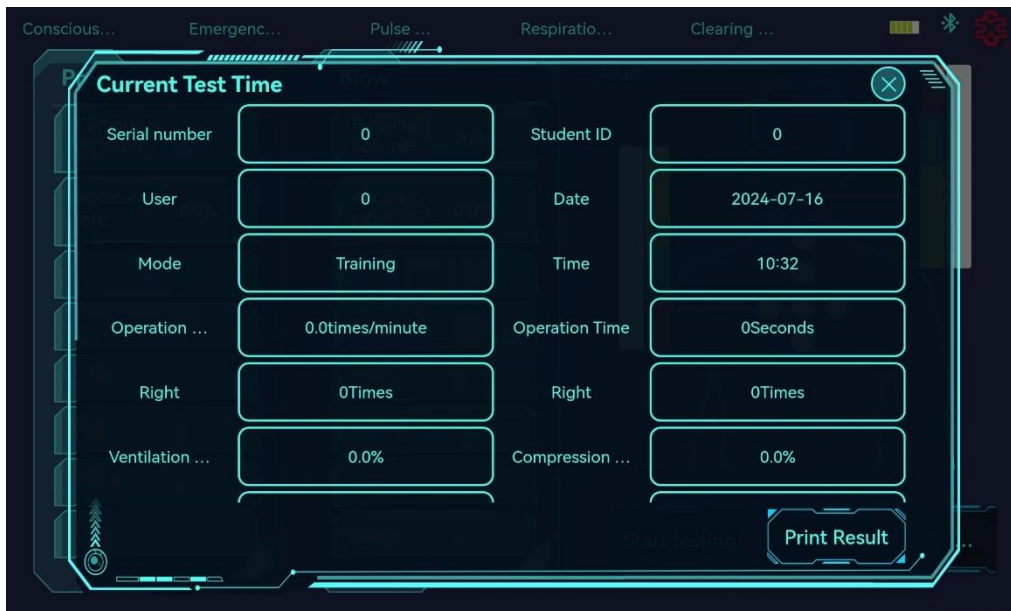 Conscious... Emergenc... Pulse ... Respiratio... Clearing ...
Current Test Time
Serial number 0 Student ID 0
User 0 Date 2024-07-16
Mode Training Time 10:32
Operation ... 0.0times/minute Operation Time 0Seconds
Right 0Times Right 0Times
Ventilation ... 0.0% Compression ... 0.0%
Start testing Print Result